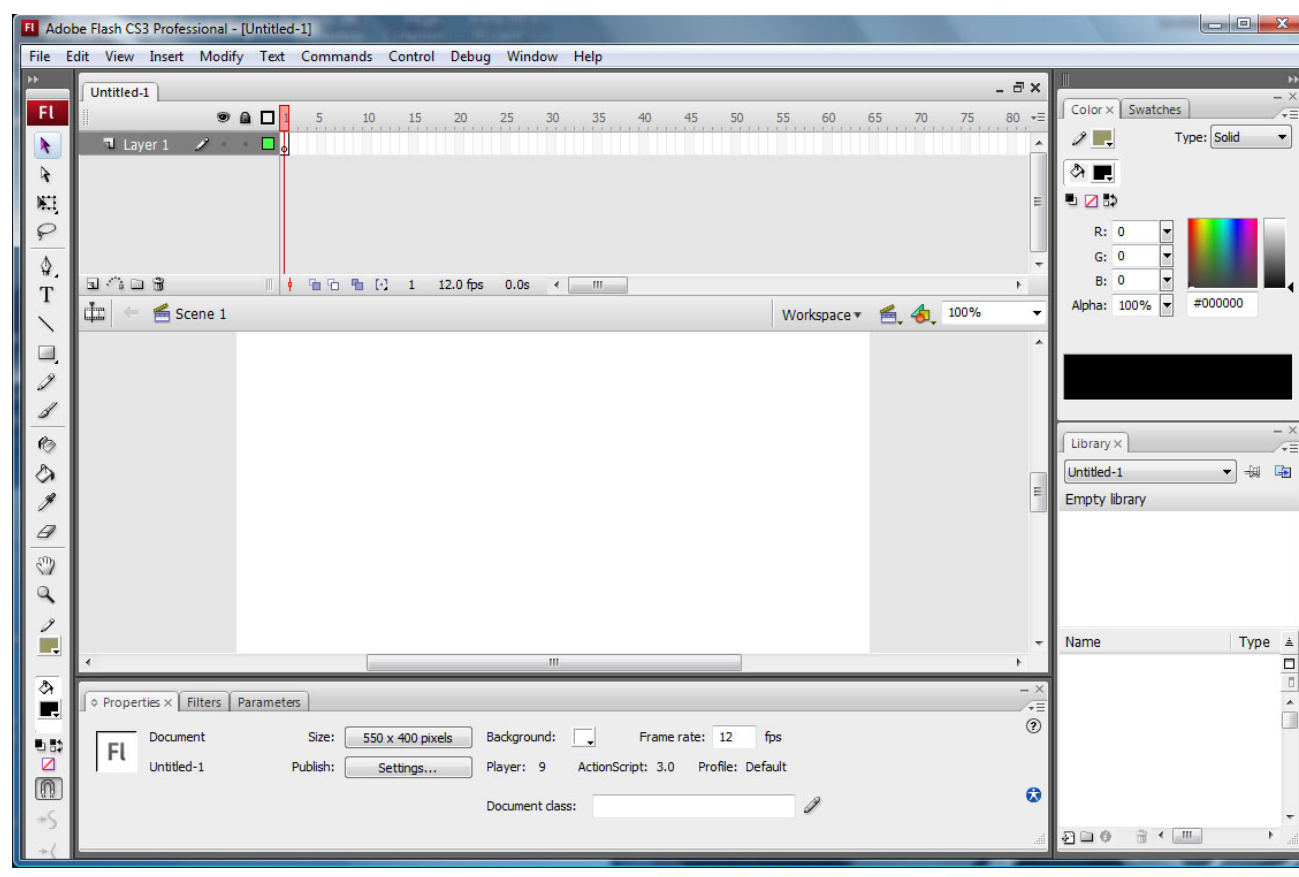 Fl Adobe Flash CS3 Professional - [Untitled-1]
File Edit View Insert Modify Text Commands Control Debug Window Help
Untitled-1
Fl
1 5 10 15 20 25 30 35 40 45 50 55 60 65 70 75 80
Layer 1
1 12.0 fps 0.0s
T
Scene 1 Workspace 100%
Properties × Filters Parameters
Fl
Document Size: 550 x 400 pixels Background: Frame rate: 12 fps
Untitled-1 Publish: Settings... Player: 9 ActionScript: 3.0 Profile: Default
Document class:
Color × Swatches
Type: Solid
R: 0
G: 0
B: 0
Alpha: 100% #000000
Library ×
Untitled-1
Empty library
Name Type